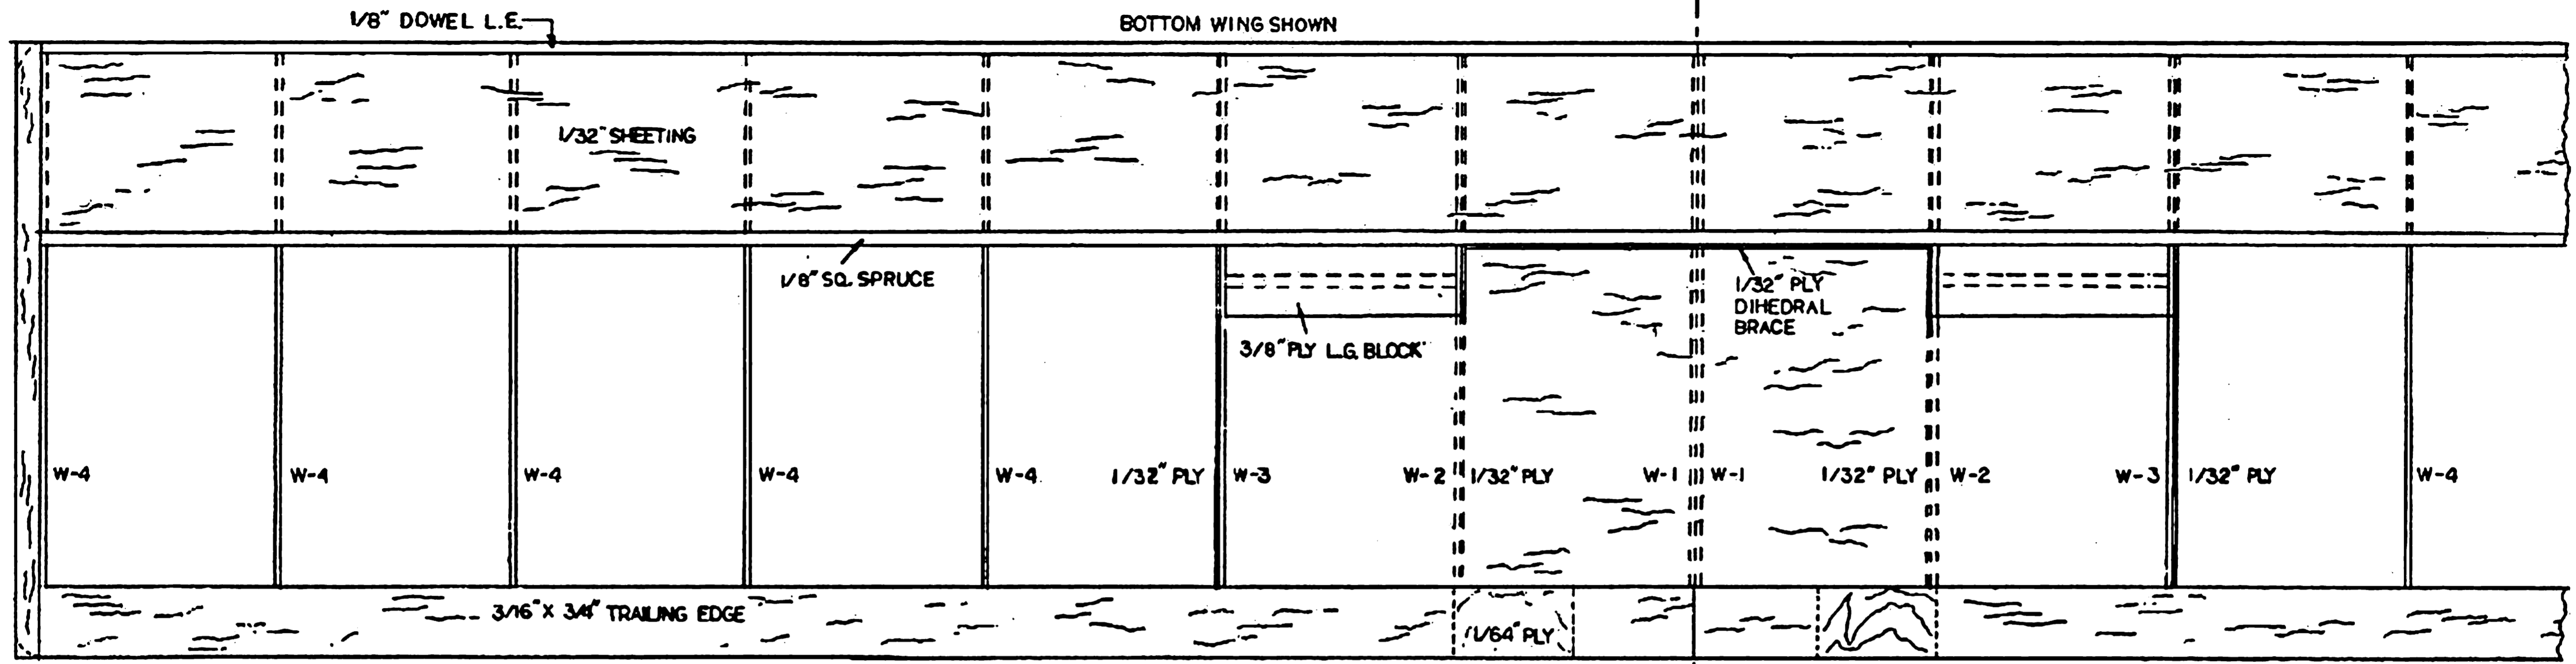 1/8" DOWEL L.E.
BOTTOM WING SHOWN
1/32" SHEETING
1/8" SQ. SPRUCE
1/32" PLY
DIHEDRAL
BRACE
3/8" PLY L.G. BLOCK
W-4 W-4 W-4 W-4 W-4 1/32" PLY W-3 W-2 1/32" PLY W-1 W-1 1/32" PLY W-2 W-3 1/32" PLY W-4
3/16" X 3/4" TRAILING EDGE
1/64" PLY